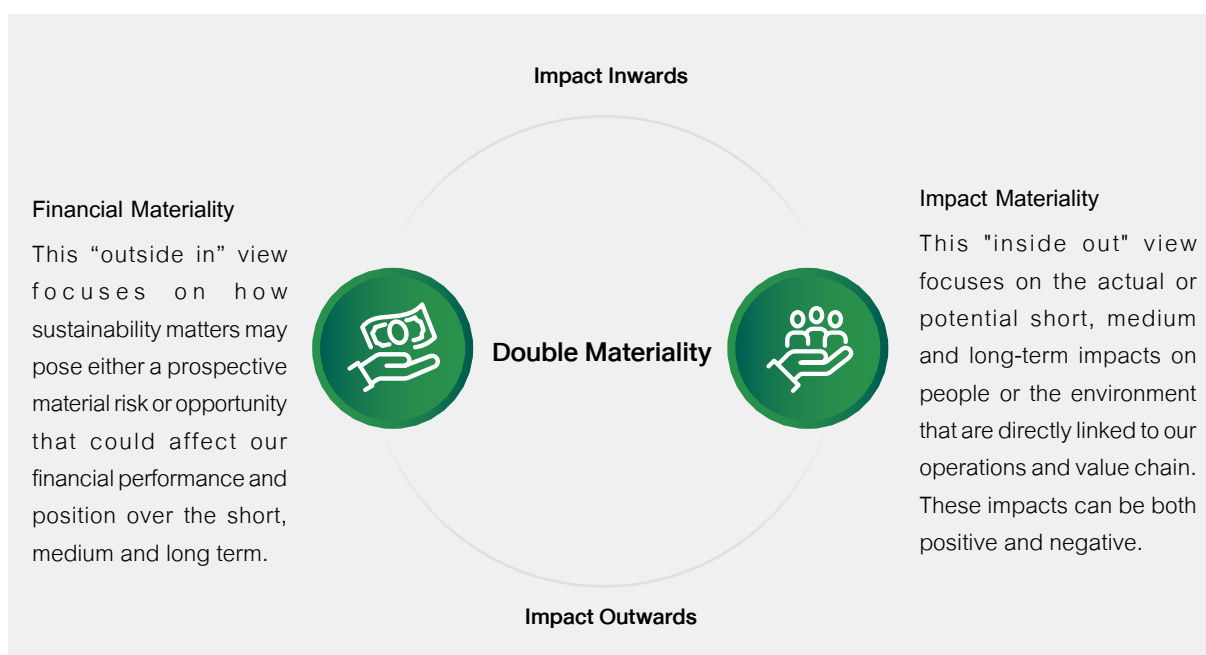 Impact Inwards
Financial Materiality
This “outside in” view
focuses on how
sustainability matters may
pose either a prospective
material risk or opportunity
that could affect our
financial performance and
position over the short,
medium and long term.
Double Materiality
Impact Materiality
This "inside out" view
focuses on the actual or
potential short, medium
and long-term impacts on
people or the environment
that are directly linked to our
operations and value chain.
These impacts can be both
positive and negative.
Impact Outwards